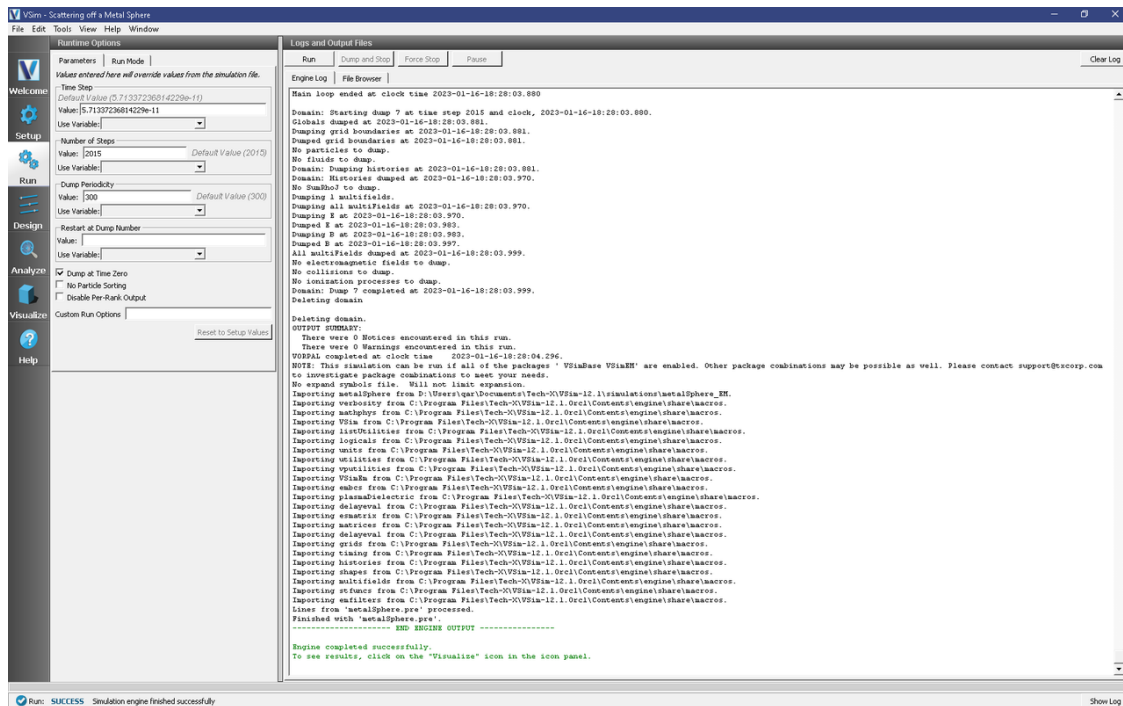 VSim - Scattering off a Metal Sphere
File Edit Tools View Help Window
Welcome
Setup
Run
Design
Analyze
Visualize
Help
Runtime Options
Parameters Run Mode
Values entered here will override values from the simulation file.
Time Step
Default Value (5.71337236814229e-11)
Value: 5.71337236814229e-11
Use Variable:
Number of Steps
Value: 2015 Default Value (2015)
Use Variable:
Dump Periodicity
Value: 300 Default Value (300)
Use Variable:
Restart at Dump Number
Value:
Use Variable:
Dump at Time Zero
No Particle Sorting
Disable Per-Rank Output
Custom Run Options
Reset to Setup Values
Logs and Output Files
Run Dump and Stop Force Stop Pause Clear Log
Engine Log File Browser
Main loop ended at clock time 2023-01-16-18:28:03.880
Domain: Starting dump 7 at time step 2015 and clock, 2023-01-16-18:28:03.880.
Globals dumped at 2023-01-16-18:28:03.881.
Dumping grid boundaries at 2023-01-16-18:28:03.881.
Dumped grid boundaries at 2023-01-16-18:28:03.881.
No particles to dump.
No fluids to dump.
Domain: Dumping histories at 2023-01-16-18:28:03.881.
Domain: Histories dumped at 2023-01-16-18:28:03.970.
No SumRhoJ to dump.
Dumping 1 multifields.
Dumping all multiFields at 2023-01-16-18:28:03.970.
Dumping E at 2023-01-16-18:28:03.970.
Dumped E at 2023-01-16-18:28:03.983.
Dumping B at 2023-01-16-18:28:03.983.
Dumped B at 2023-01-16-18:28:03.997.
All multiFields dumped at 2023-01-16-18:28:03.999.
No electromagnetic fields to dump.
No collisions to dump.
No ionization processes to dump.
Domain: Dump 7 completed at 2023-01-16-18:28:03.999.
Deleting domain
Deleting domain.
OUTPUT SUMMARY:
There were 0 Notices encountered in this run.
There were 0 Warnings encountered in this run.
VORPAL completed at clock time 2023-01-16-18:28:04.296.
NOTE: This simulation can be run if all of the packages ' VSimBase VSimEM' are enabled. Other package combinations may be possible as well. Please contact support@txcorp.com
to investigate package combinations to meet your needs.
No expand symbols file. Will not limit expansion.
Importing metalSphere from D:\Users\qar\Documents\Tech-X\VSim-12.1\simulations\metalSphere_EM.
Importing verbosity from C:\Program Files\Tech-X\VSim-12.1.0rc1\Contents\engine\share\macros.
Importing mathphys from C:\Program Files\Tech-X\VSim-12.1.0rc1\Contents\engine\share\macros.
Importing VSim from C:\Program Files\Tech-X\VSim-12.1.0rc1\Contents\engine\share\macros.
Importing listUtilities from C:\Program Files\Tech-X\VSim-12.1.0rc1\Contents\engine\share\macros.
Importing logicals from C:\Program Files\Tech-X\VSim-12.1.0rc1\Contents\engine\share\macros.
Importing units from C:\Program Files\Tech-X\VSim-12.1.0rc1\Contents\engine\share\macros.
Importing utilities from C:\Program Files\Tech-X\VSim-12.1.0rc1\Contents\engine\share\macros.
Importing vputilities from C:\Program Files\Tech-X\VSim-12.1.0rc1\Contents\engine\share\macros.
Importing VSimEm from C:\Program Files\Tech-X\VSim-12.1.0rc1\Contents\engine\share\macros.
Importing embcs from C:\Program Files\Tech-X\VSim-12.1.0rc1\Contents\engine\share\macros.
Importing plasmaDielectric from C:\Program Files\Tech-X\VSim-12.1.0rc1\Contents\engine\share\macros.
Importing delayeval from C:\Program Files\Tech-X\VSim-12.1.0rc1\Contents\engine\share\macros.
Importing esmatrix from C:\Program Files\Tech-X\VSim-12.1.0rc1\Contents\engine\share\macros.
Importing matrices from C:\Program Files\Tech-X\VSim-12.1.0rc1\Contents\engine\share\macros.
Importing delayeval from C:\Program Files\Tech-X\VSim-12.1.0rc1\Contents\engine\share\macros.
Importing grids from C:\Program Files\Tech-X\VSim-12.1.0rc1\Contents\engine\share\macros.
Importing timing from C:\Program Files\Tech-X\VSim-12.1.0rc1\Contents\engine\share\macros.
Importing histories from C:\Program Files\Tech-X\VSim-12.1.0rc1\Contents\engine\share\macros.
Importing shapes from C:\Program Files\Tech-X\VSim-12.1.0rc1\Contents\engine\share\macros.
Importing multifields from C:\Program Files\Tech-X\VSim-12.1.0rc1\Contents\engine\share\macros.
Importing stfuncs from C:\Program Files\Tech-X\VSim-12.1.0rc1\Contents\engine\share\macros.
Importing emfilters from C:\Program Files\Tech-X\VSim-12.1.0rc1\Contents\engine\share\macros.
Lines from 'metalSphere.pre' processed.
Finished with 'metalSphere.pre'.
--------------------- END ENGINE OUTPUT ----------------
Engine completed successfully.
To see results, click on the "Visualize" icon in the icon panel.
Run: SUCCESS Simulation engine finished successfully Show Log